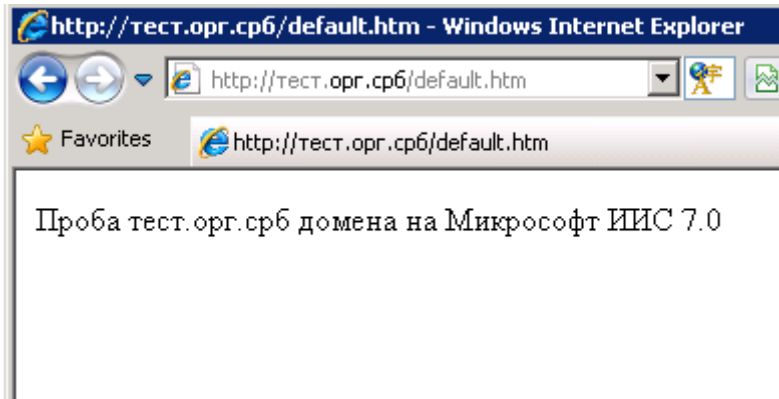 http://тест.орг.срб/default.htm - Windows Internet Explorer
http://тест.орг.срб/default.htm
Favorites http://тест.орг.срб/default.htm
Проба тест.орг.срб домена на Микрософт ИИС 7.0